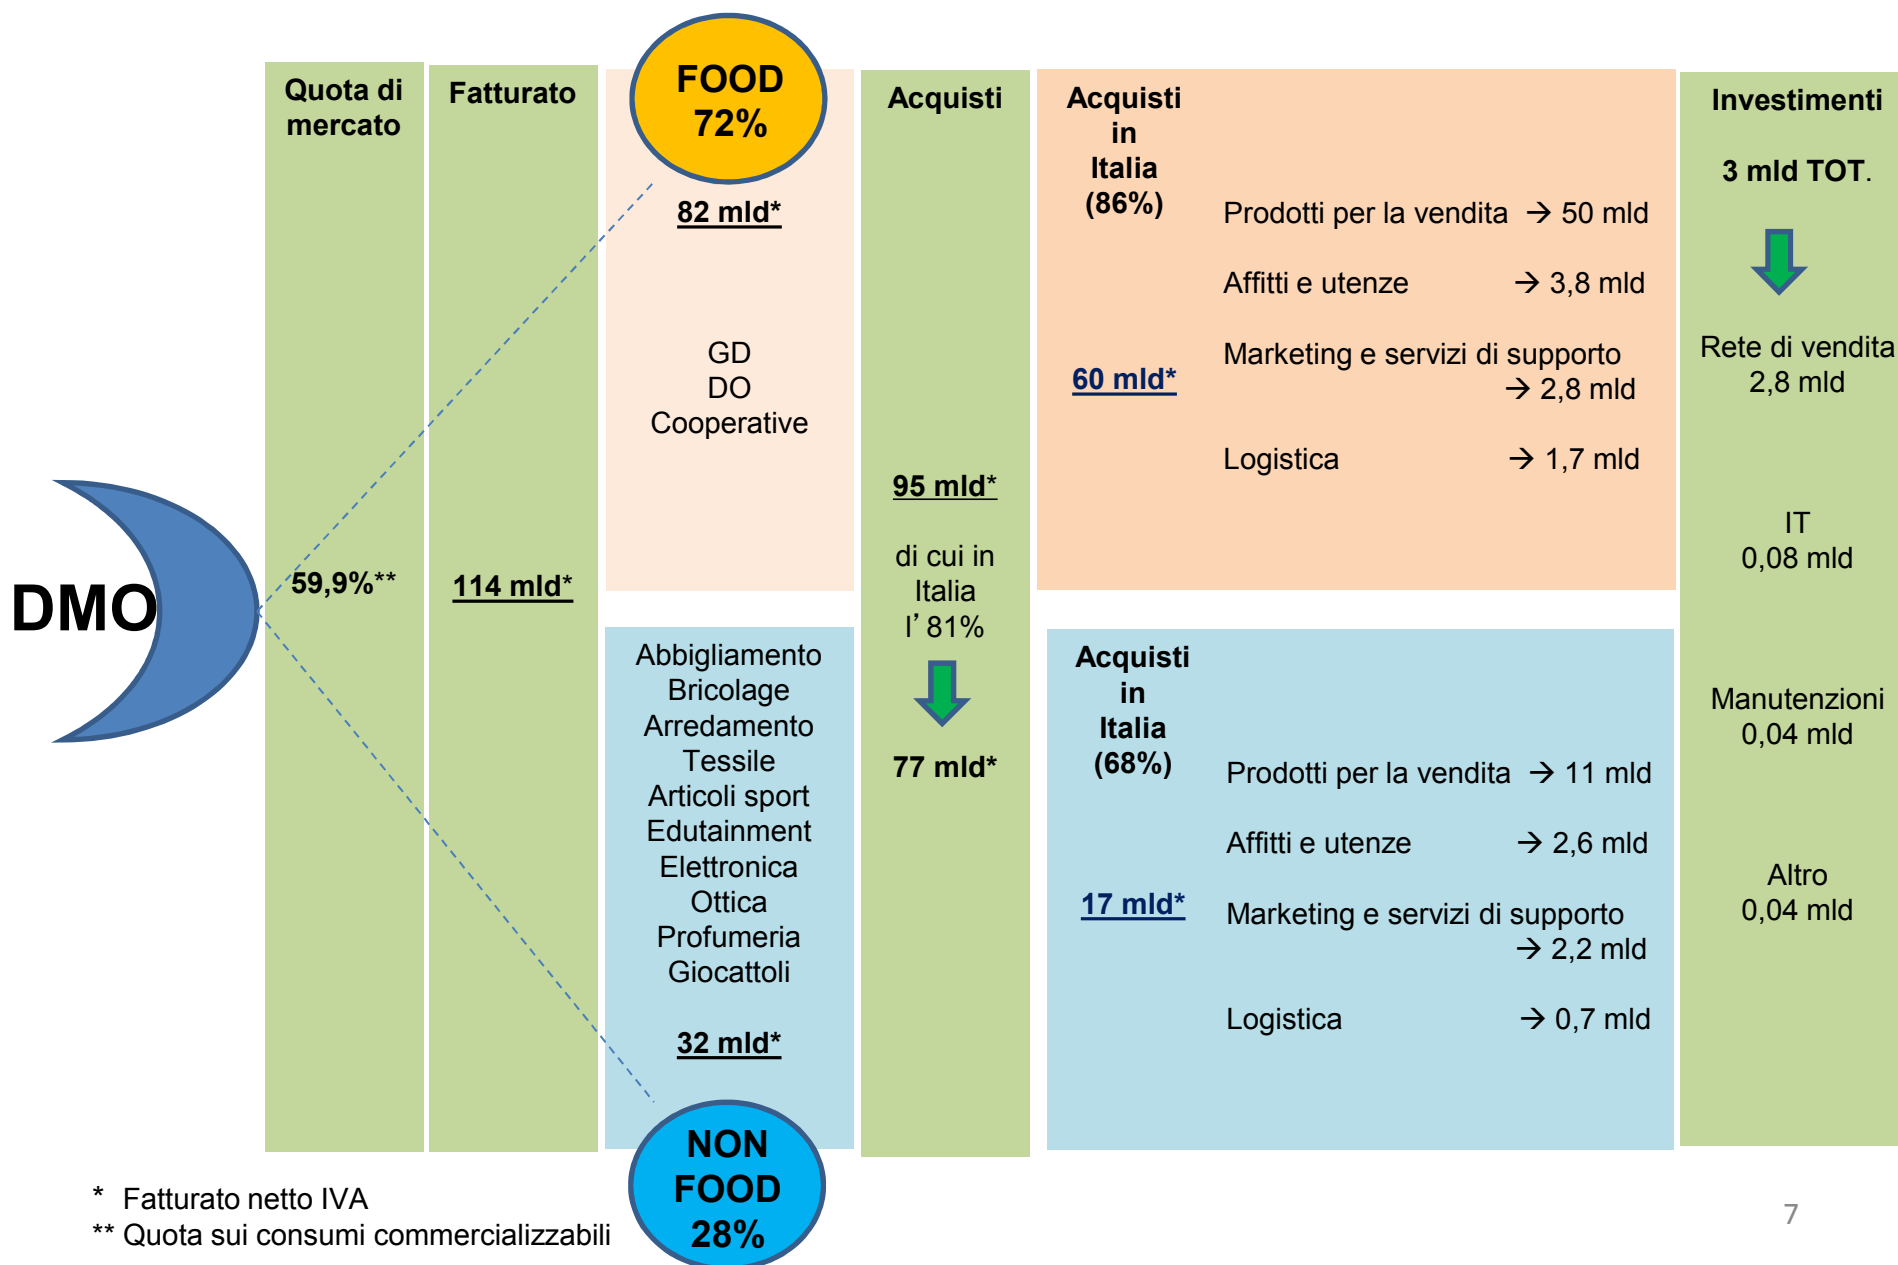 DMO
Quota di
mercato
59,9%**
Fatturato
114 mld*
FOOD
72%
82 mld*
GD
DO
Cooperative
Abbigliamento
Bricolage
Arredamento
Tessile
Articoli sport
Edutainment
Elettronica
Ottica
Profumeria
Giocattoli
32 mld*
NON
FOOD
28%
Acquisti
95 mld*
di cui in
Italia
l’ 81%
77 mld*
Acquisti
in
Italia
(86%)
60 mld*
Prodotti per la vendita → 50 mld
Affitti e utenze → 3,8 mld
Marketing e servizi di supporto
→ 2,8 mld
Logistica → 1,7 mld
Acquisti
in
Italia
(68%)
17 mld*
Prodotti per la vendita → 11 mld
Affitti e utenze → 2,6 mld
Marketing e servizi di supporto
→ 2,2 mld
Logistica → 0,7 mld
Investimenti
3 mld TOT.
Rete di vendita
2,8 mld
IT
0,08 mld
Manutenzioni
0,04 mld
Altro
0,04 mld
* Fatturato netto IVA
** Quota sui consumi commercializzabili
7